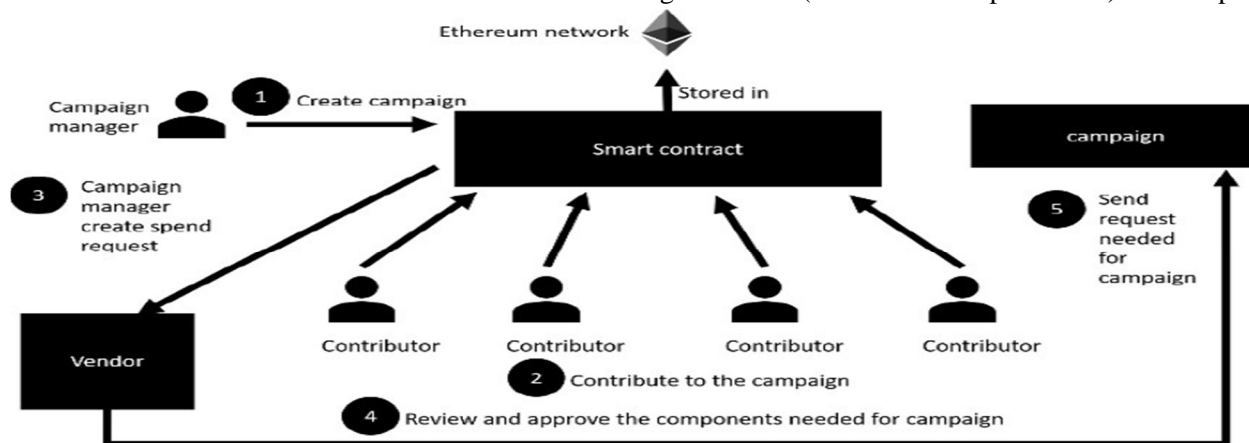 Ethereum network
Stored in
1
Create campaign
Campaign
manager
Smart contract
campaign
3
Campaign
manager
create spend
request
5
Send
request
needed
for
campaign
Vendor
Contributor
Contributor
Contributor
Contributor
2
Contribute to the campaign
4
Review and approve the components needed for campaign